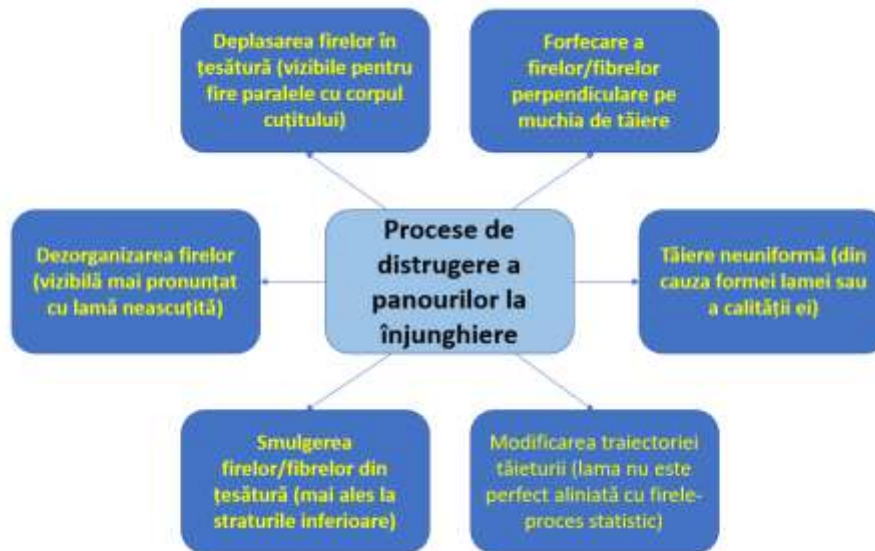 Deplasarea firelor în
țesătură (vizibile pentru
fire paralele cu corpul
cuțitului)
Forfecare a
firelor/fibrelor
perpendiculare pe
muchia de tăiere
Procese de
distrugere a
panourilor la
înjunghiere
Dezorganizarea firelor
(vizibilă mai pronunțat
cu lamă neascuțită)
Tăiere neuniformă (din
cauza formei lamei sau
a calității ei)
Smulgerea
firelor/fibrelor din
țesătură (mai ales la
straturile inferioare)
Modificarea traiectoriei
tăieturii (lama nu este
perfect aliniată cu firele-
proces statistic)